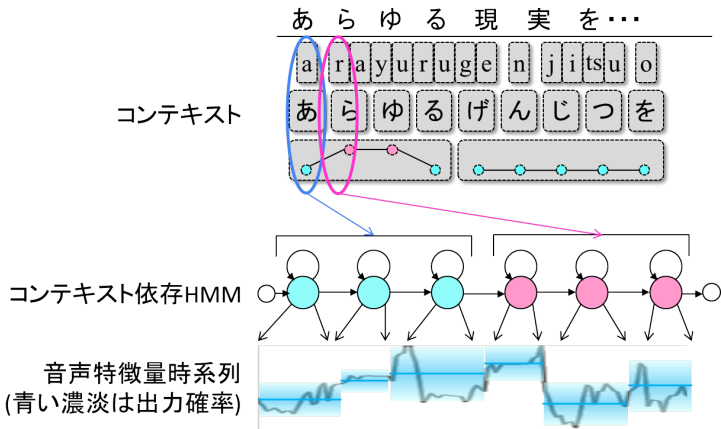 あらゆる現実を・・・
a r a y u r u g e n j i ts u o
コンテキスト
あ ら ゆ る げ ん じ つ を
コンテキスト依存HMM
音声特徴量時系列
(青い濃淡は出力確率)